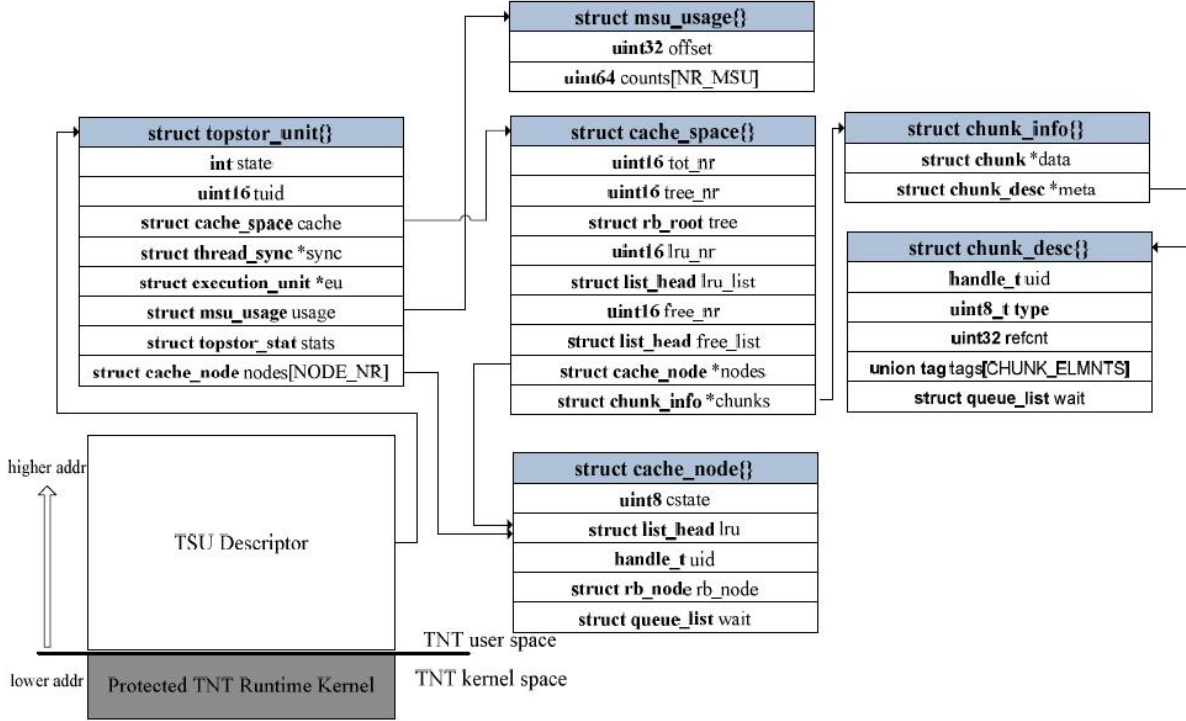 struct msu_usage{}
uint32 offset
uint64 counts[NR_MSU]
struct topstor_unit{}
int state
uint16 tuid
struct cache_space cache
struct thread_sync *sync
struct execution_unit *eu
struct msu_usage usage
struct topstor_stat stats
struct cache_node nodes[NODE_NR]
struct cache_space{}
uint16 tot_nr
uint16 tree_nr
struct rb_root tree
uint16 lru_nr
struct list_head lru_list
uint16 free_nr
struct list_head free_list
struct cache_node *nodes
struct chunk_info *chunks
struct chunk_info{}
struct chunk *data
struct chunk_desc *meta
struct chunk_desc{}
handle_t uid
uint8_t type
uint32 refcnt
union tag tags[CHUNK_ELMNTS]
struct queue_list wait
struct cache_node{}
uint8 cstate
struct list_head lru
handle_t uid
struct rb_node rb_node
struct queue_list wait
higher addr
TSU Descriptor
TNT user space
lower addr
Protected TNT Runtime Kernel
TNT kernel space